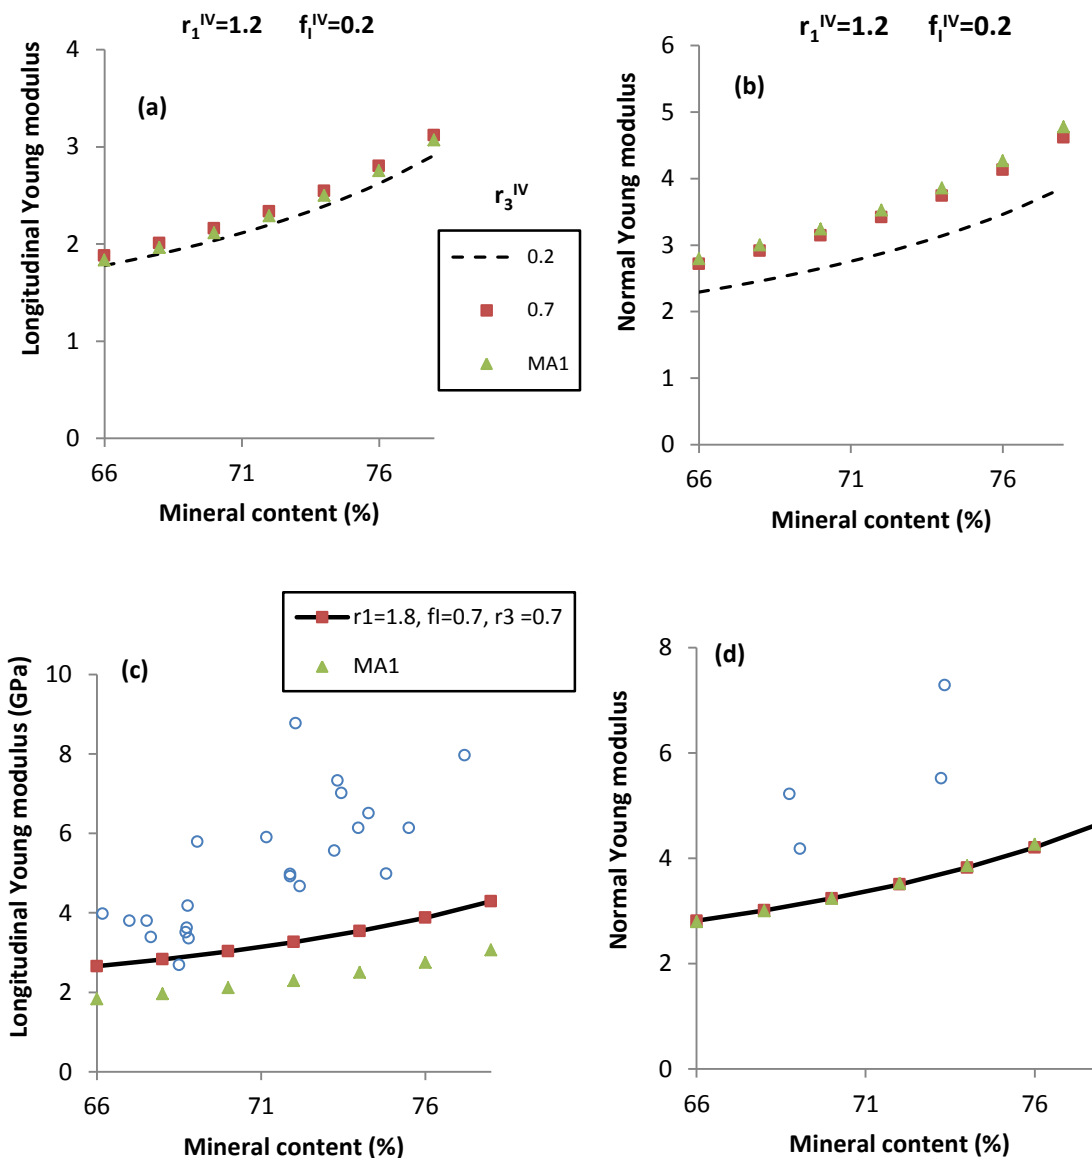 r₁ᴵⱽ=1.2 fᵢᴵⱽ=0.2
(a)
Longitudinal Young modulus
4
3
2
1
0
66
71
76
Mineral content (%)
r₃ᴵⱽ
0.2
0.7
MA1
r₁ᴵⱽ=1.2 fᵢᴵⱽ=0.2
(b)
Normal Young modulus
6
5
4
3
2
1
0
66
71
76
Mineral content (%)
r1=1.8, fI=0.7, r3 =0.7
MA1
(c)
Longitudinal Young modulus (GPa)
10
8
6
4
2
0
66
71
76
Mineral content (%)
(d)
Normal Young modulus
8
6
4
2
0
66
71
76
Mineral content (%)